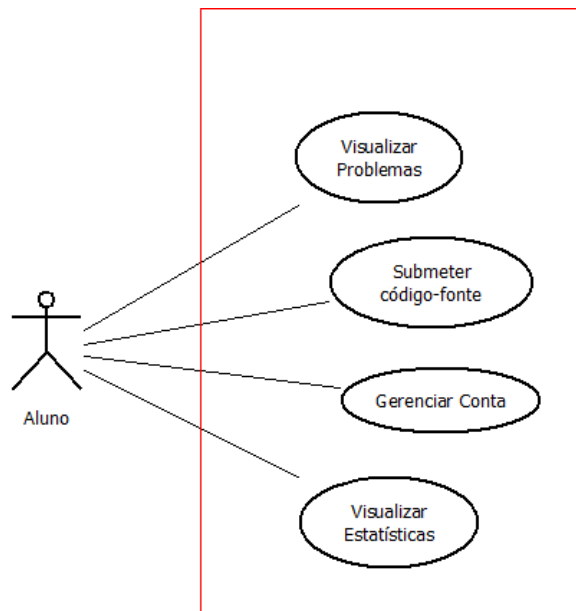 Visualizar
Problemas
Submeter
código-fonte
Aluno
Gerenciar Conta
Visualizar
Estatísticas